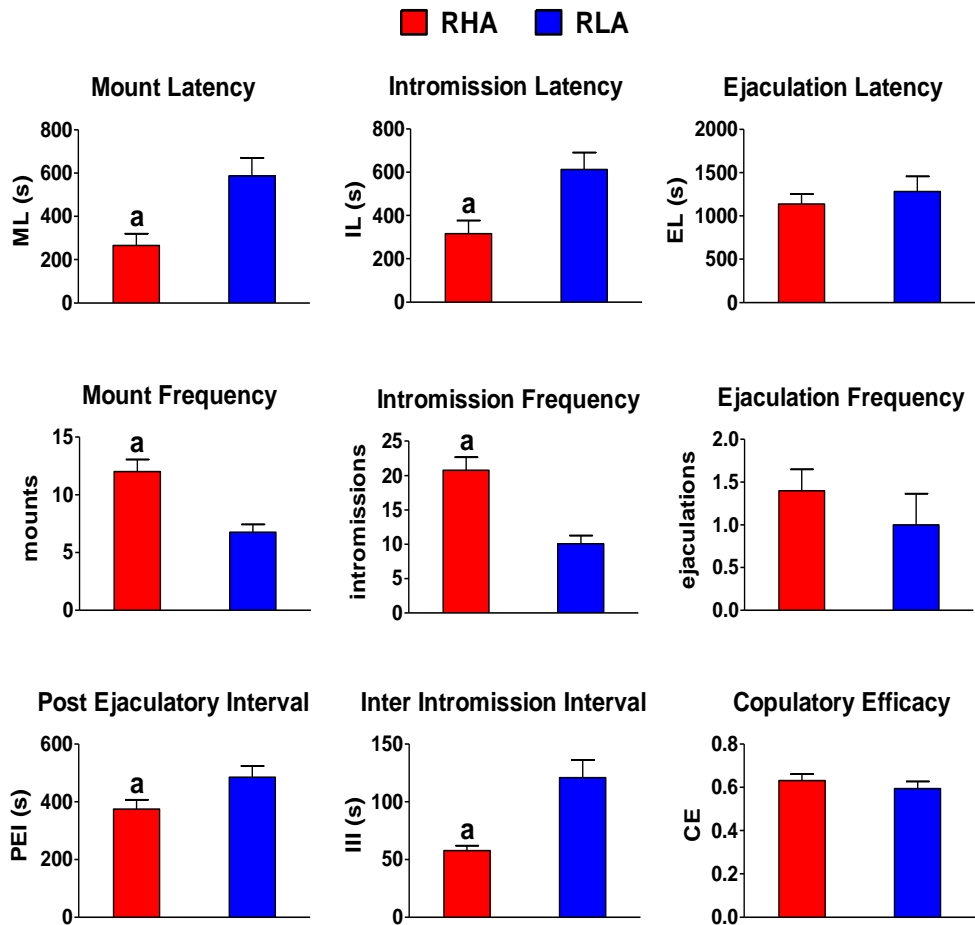 RHA RLA
Mount Latency
800
600
400
200
0
ML (s)
a
Intromission Latency
800
600
400
200
0
IL (s)
a
Ejaculation Latency
2000
1500
1000
500
0
EL (s)
Mount Frequency
15
10
5
0
mounts
a
Intromission Frequency
25
20
15
10
5
0
intromissions
a
Ejaculation Frequency
2.0
1.5
1.0
0.5
0.0
ejaculations
Post Ejaculatory Interval
600
400
200
0
PEI (s)
a
Inter Intromission Interval
150
100
50
0
III (s)
a
Copulatory Efficacy
0.8
0.6
0.4
0.2
0.0
CE